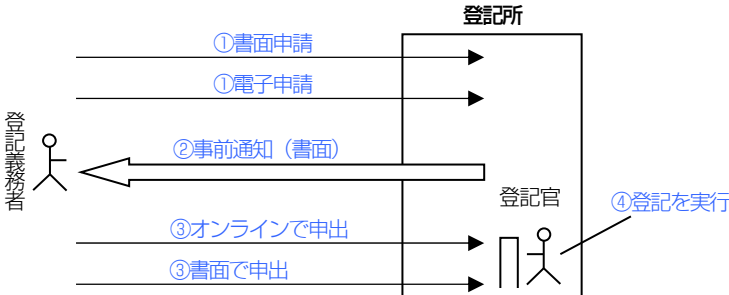 登記所
①書面申請
①電子申請
登記義務者
②事前通知（書面）
登記官
④登記を実行
③オンラインで申出
③書面で申出